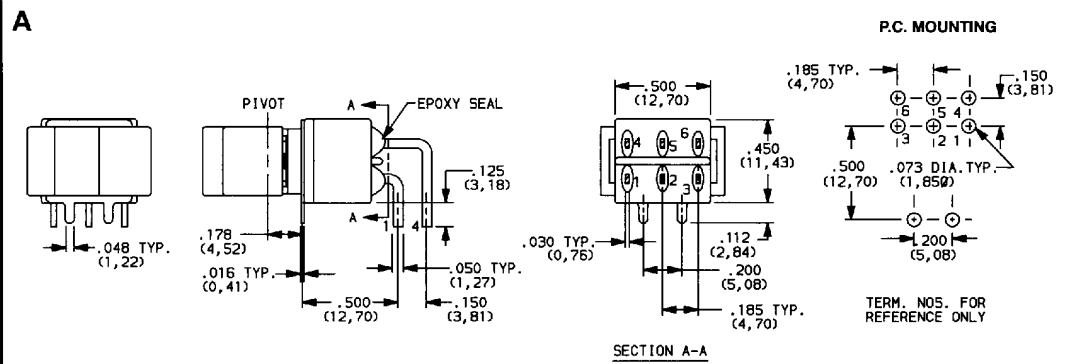 A
P.C. MOUNTING
PIVOT
A
EPOXY SEAL
.125
(3,18)
A
1
4
.178
(4,52)
.048 TYP.
(1,22)
.016 TYP.
(0,41)
.050 TYP.
(1,27)
.500
(12,70)
.150
(3,81)
.500
(12,70)
4
5
6
1
2
3
.450
(11,43)
.030 TYP.
(0,76)
.112
(2,84)
.200
(5,08)
.185 TYP.
(4,70)
SECTION A-A
.185 TYP.
(4,70)
.150
(3,81)
6
5
4
3
2
1
.500
(12,70)
.073 DIA.TYP.
(1,850)
.200
(5,08)
TERM. NOS. FOR
REFERENCE ONLY